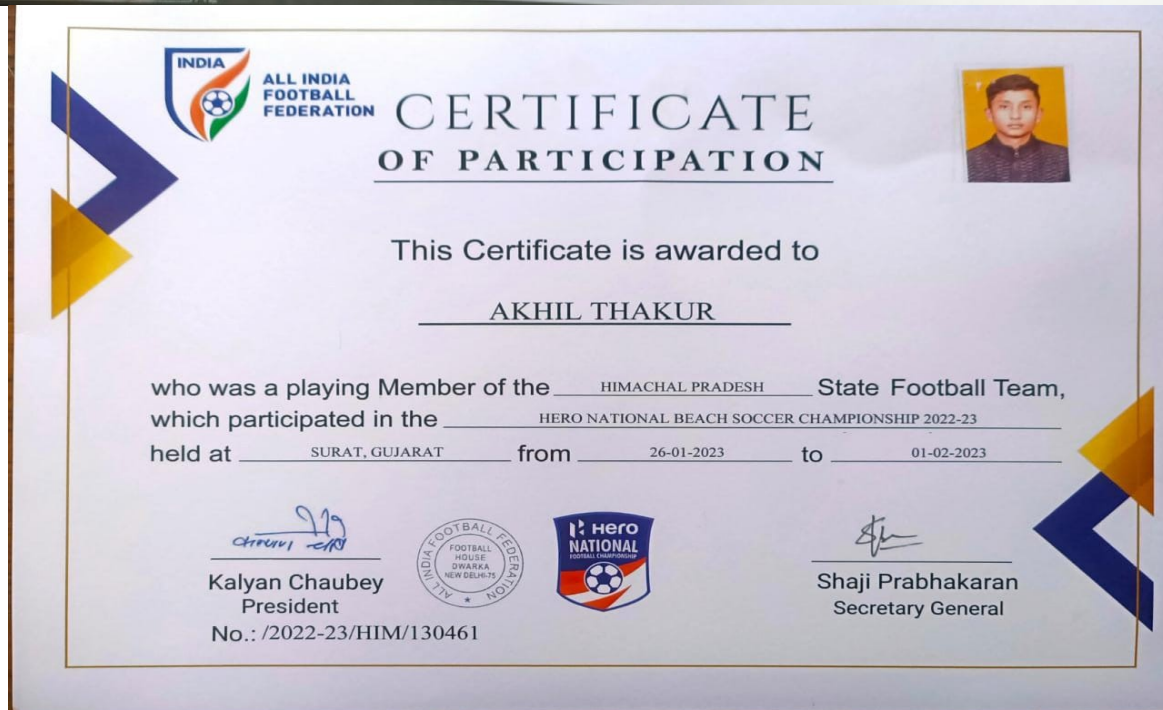 INDIA
ALL INDIA
FOOTBALL
FEDERATION
CERTIFICATE
OF PARTICIPATION
This Certificate is awarded to
AKHIL THAKUR
who was a playing Member of the HIMACHAL PRADESH State Football Team,
which participated in the HERO NATIONAL BEACH SOCCER CHAMPIONSHIP 2022-23
held at SURAT, GUJARAT from 26-01-2023 to 01-02-2023
ALL INDIA FOOTBALL FEDERATION
FOOTBALL
HOUSE
DWARKA
NEW DELHI-75
Hero
NATIONAL
FOOTBALL CHAMPIONSHIP
Kalyan Chaubey
President
No.: /2022-23/HIM/130461
Shaji Prabhakaran
Secretary General